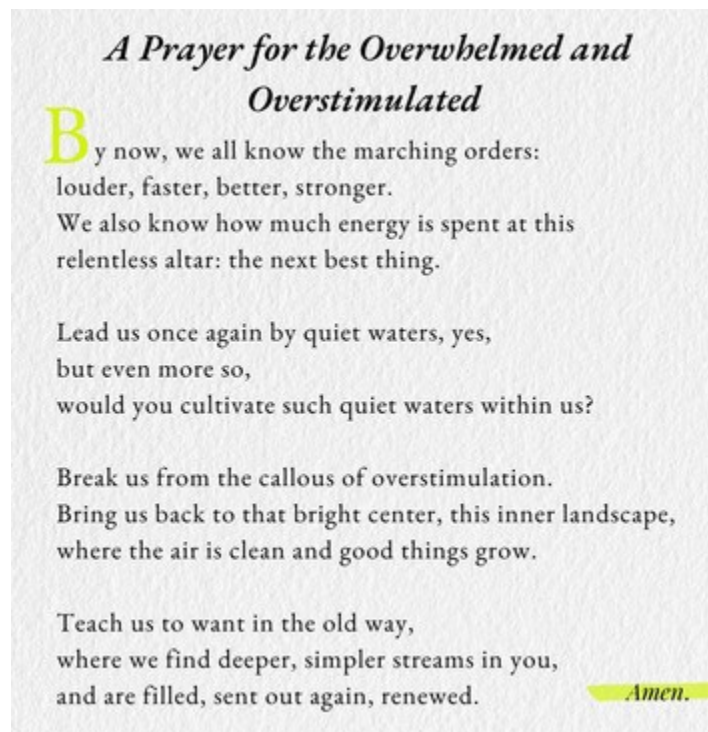 A Prayer for the Overwhelmed and
Overstimulated
By now, we all know the marching orders:
louder, faster, better, stronger.
We also know how much energy is spent at this
relentless altar: the next best thing.
Lead us once again by quiet waters, yes,
but even more so,
would you cultivate such quiet waters within us?
Break us from the callous of overstimulation.
Bring us back to that bright center, this inner landscape,
where the air is clean and good things grow.
Teach us to want in the old way,
where we find deeper, simpler streams in you,
and are filled, sent out again, renewed.
Amen.